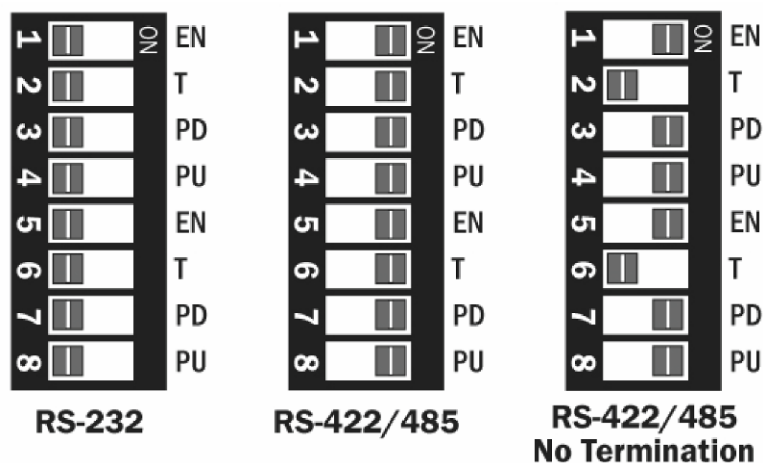 1 ON EN
2 T
3 PD
4 PU
5 EN
6 T
7 PD
8 PU
RS-232
1 ON EN
2 T
3 PD
4 PU
5 EN
6 T
7 PD
8 PU
RS-422/485
1 ON EN
2 T
3 PD
4 PU
5 EN
6 T
7 PD
8 PU
RS-422/485
No Termination